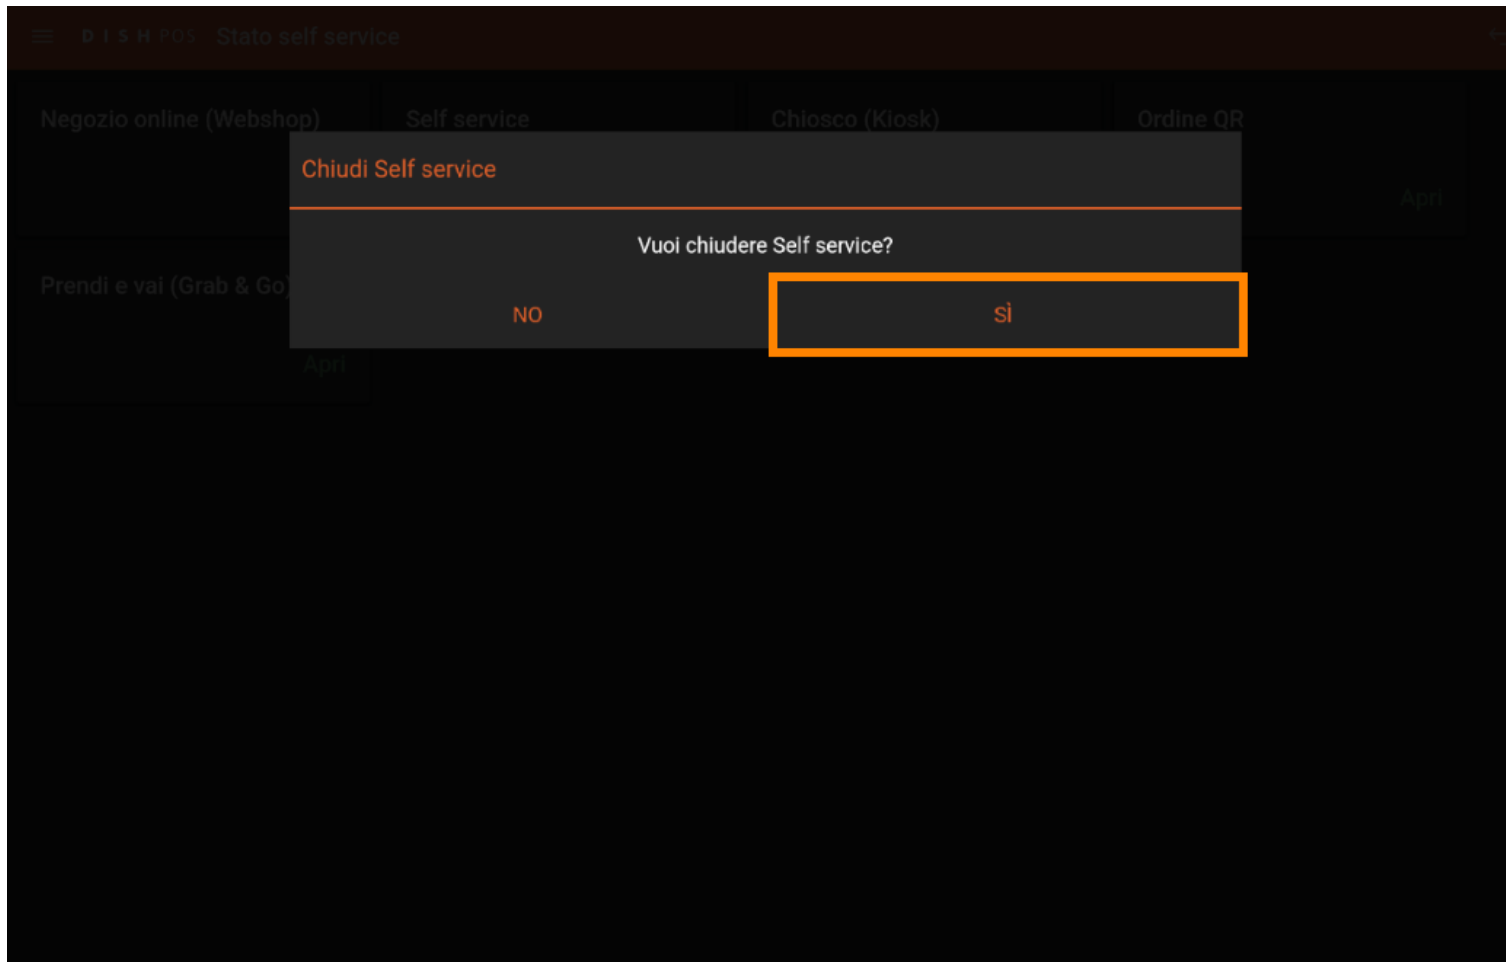 DISH POS Stato self service
Negozio online (Webshop)
Self service
Chiosco (Kiosk)
Ordine QR
Chiudi Self service
Apri
Vuoi chiudere Self service?
Prendi e vai (Grab & Go)
NO
SÌ
Apri